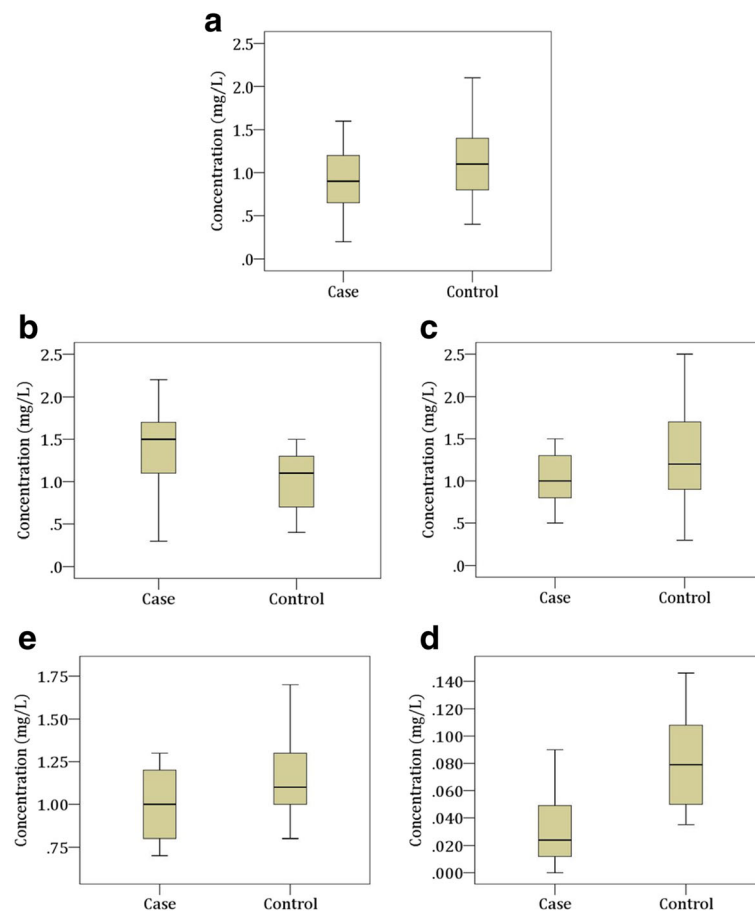 a
Concentration (mg/L)
2.5
2.0
1.5
1.0
.5
.0
Case Control
b
Concentration (mg/L)
2.5
2.0
1.5
1.0
.5
.0
Case Control
c
Concentration (mg/L)
2.5
2.0
1.5
1.0
.5
.0
Case Control
e
Concentration (mg/L)
1.75
1.50
1.25
1.00
.75
Case Control
d
Concentration (mg/L)
.140
.120
.100
.080
.060
.040
.020
.000
Case Control